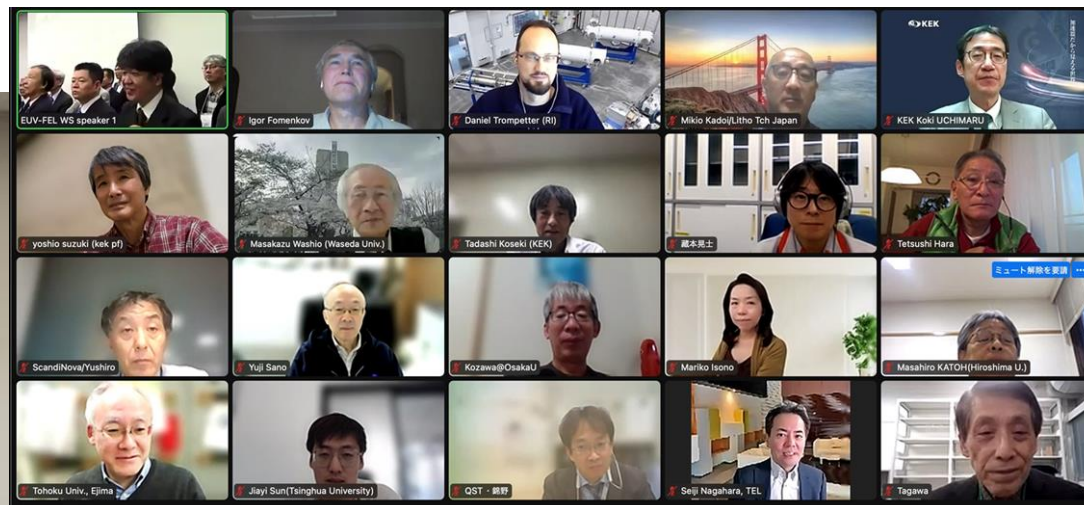 KEK
EUV-FEL WS speaker 1
Igor Fomenkov
Daniel Trompetter (RI)
Mikio Kadoi/Litho Tch Japan
KEK Koki UCHIMARU
yoshio suzuki (kek pf)
Masakazu Washio (Waseda Univ.)
Tadashi Koseki (KEK)
藏本晃士
Tetsushi Hara
ミュート解除を要請
ScandiNova/Yushiro
Yuji Sano
Kozawa@OsakaU
Mariko Isono
Masahiro KATOH(Hiroshima U.)
Tohoku Univ., Ejima
Jiayi Sun(Tsinghua University)
QST・錦野
Seiji Nagahara, TEL
Tagawa